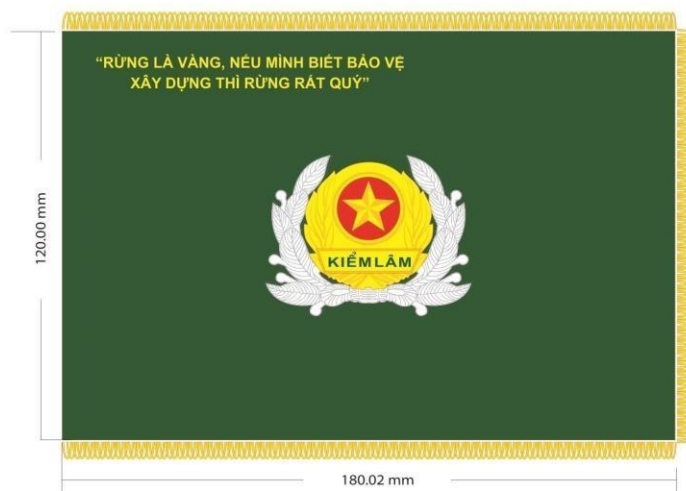 “RỪNG LÀ VÀNG, NẾU MÌNH BIẾT BẢO VỆ
XÂY DỰNG THÌ RỪNG RẤT QUÝ”
KIỂM LÂM
120.00 mm
180.02 mm